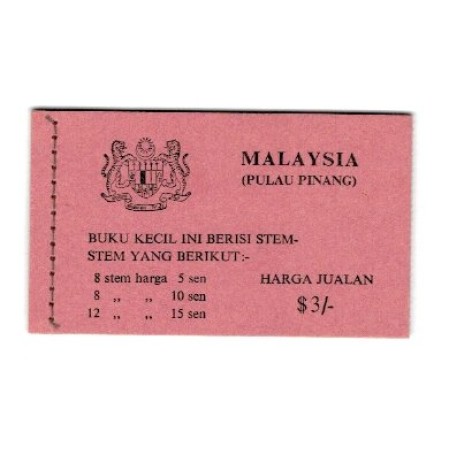 MALAYSIA
(PULAU PINANG)
BUKU KECIL INI BERISI STEM-
STEM YANG BERIKUT:-
8 stem harga 5 sen
8 ,, ,, 10 sen
12 ,, ,, 15 sen
HARGA JUALAN
$3/-